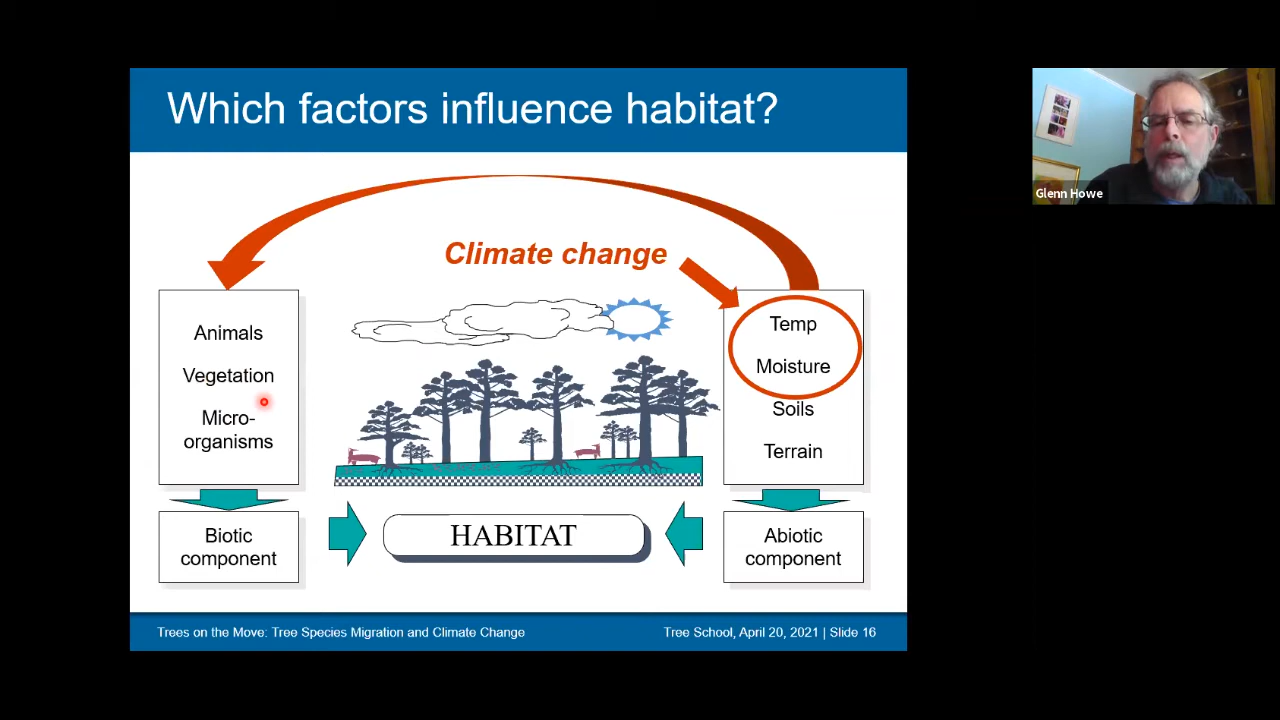 Which factors influence habitat?
Glenn Howe
Climate change
Animals
Vegetation
Micro-
organisms
Temp
Moisture
Soils
Terrain
Biotic
component
HABITAT
Abiotic
component
Trees on the Move: Tree Species Migration and Climate Change
Tree School, April 20, 2021 | Slide 16